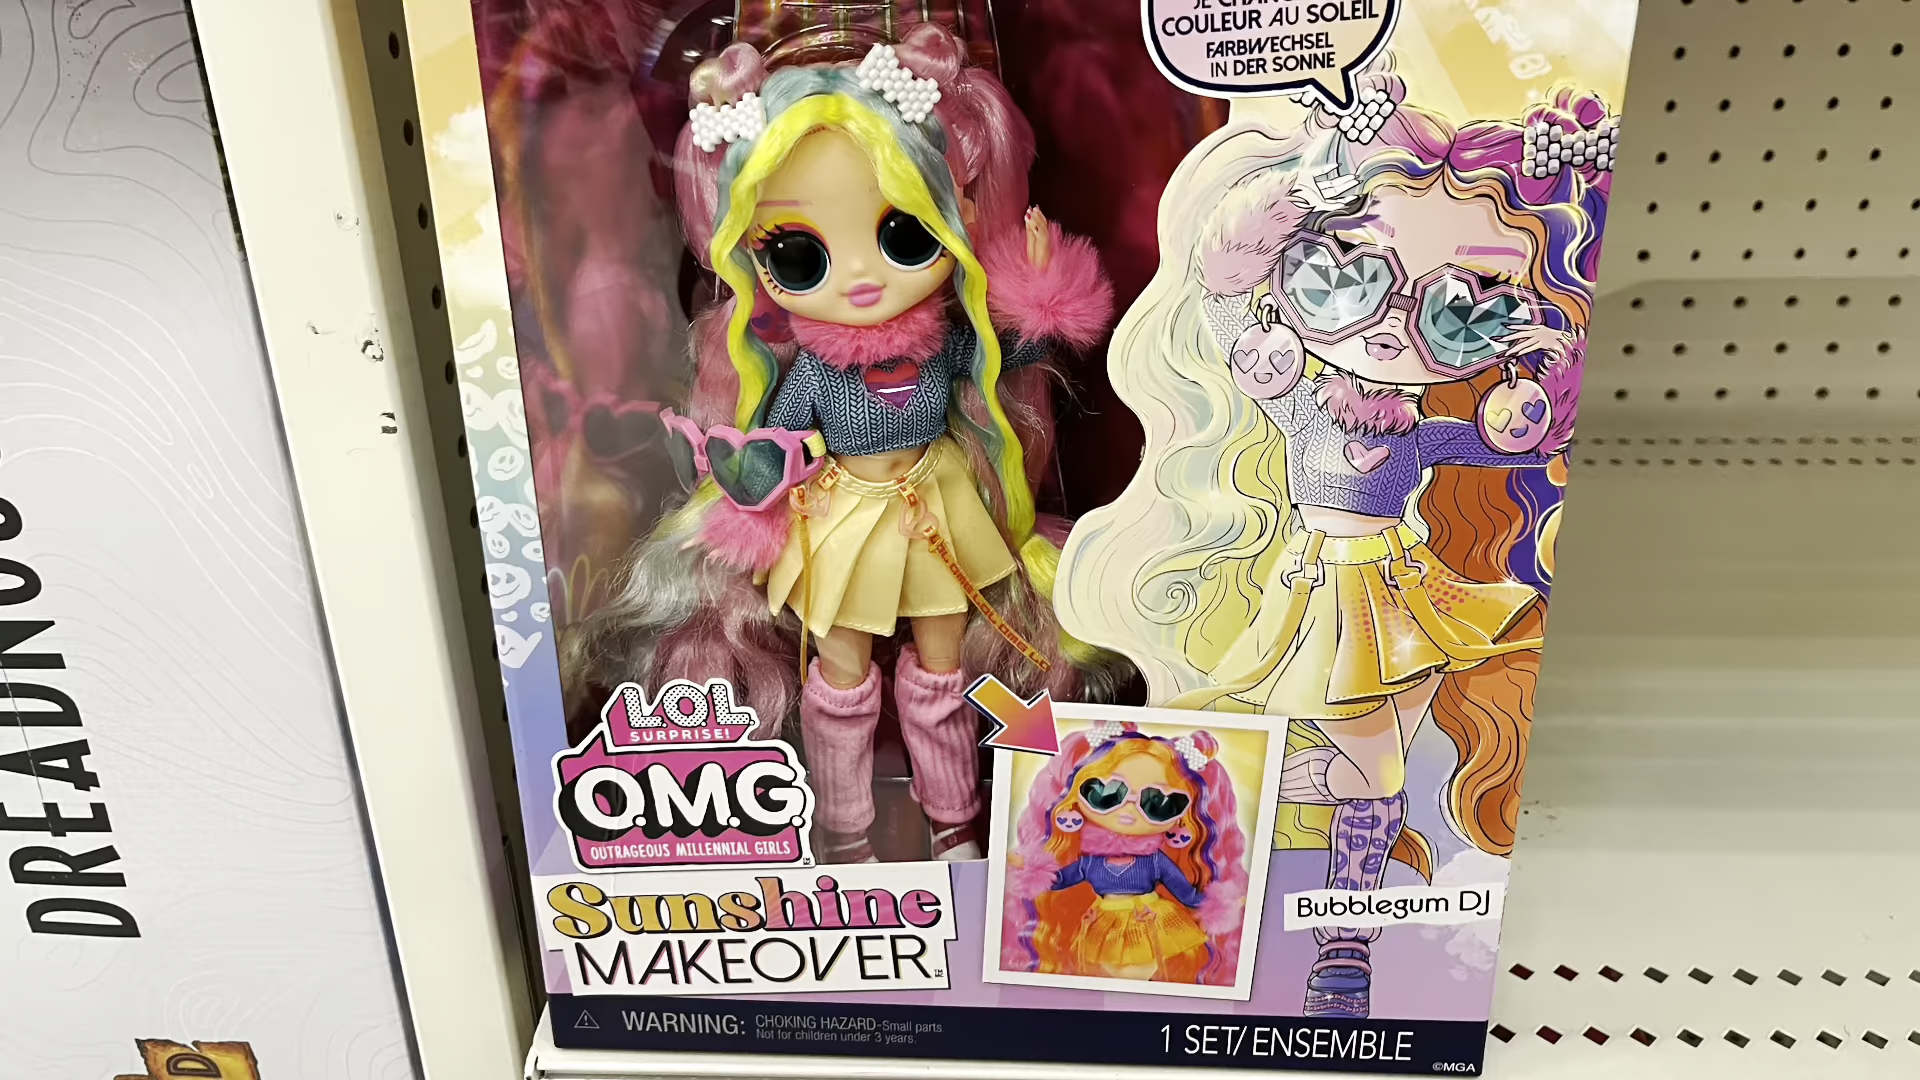 COULEUR AU SOLEIL
FARBWECHSEL
IN DER SONNE
L.O.L
SURPRISE!
O.M.G.
OUTRAGEOUS MILLENNIAL GIRLS
Sunshine
MAKEOVER
Bubblegum DJ
WARNING: CHOKING HAZARD-Small parts.
Not for children under 3 years.
1 SET/ENSEMBLE
©MGA